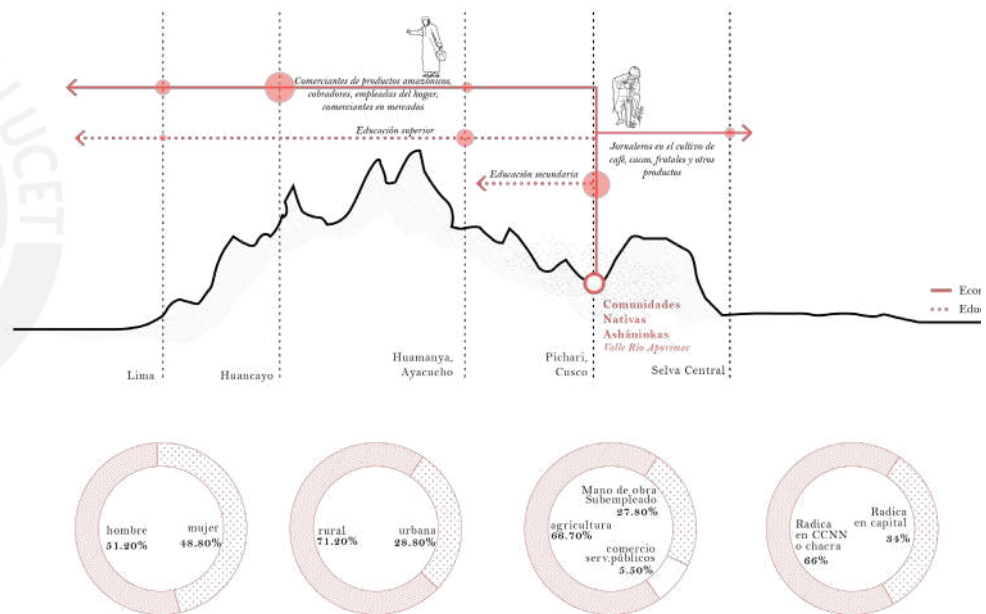 Comerciantes de productos amazónicos,
cobradores, empleadas del hogar,
comerciantes en mercados
Educación superior
Jornaleros en el cultivo de
café, cacao, frutales y otros
productos
Educación secundaria
Comunidades
Nativas
Asháninkas
Valle Río Apurímac
Econ
Edu
Lima
Huancayo
Huamanya,
Ayacucho
Pichari,
Cusco
Selva Central
hombre
51.20%
mujer
48.80%
rural
71.20%
urbana
28.80%
Mano de obra
Subempleado
27.80%
agricultura
66.70%
comercio
serv.públicos
5.50%
Radica
en CCNN
o chacra
66%
Radica
en capital
34%